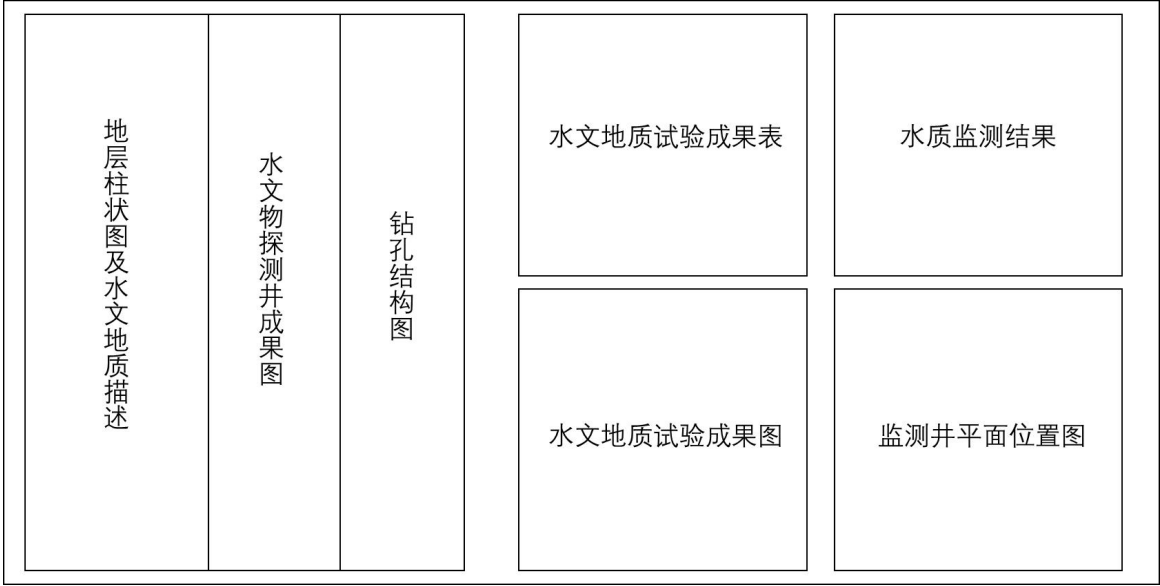 地层柱状图及水文地质描述
水文物探测井成果图
钻孔结构图
水文地质试验成果表
水质监测结果
水文地质试验成果图
监测井平面位置图